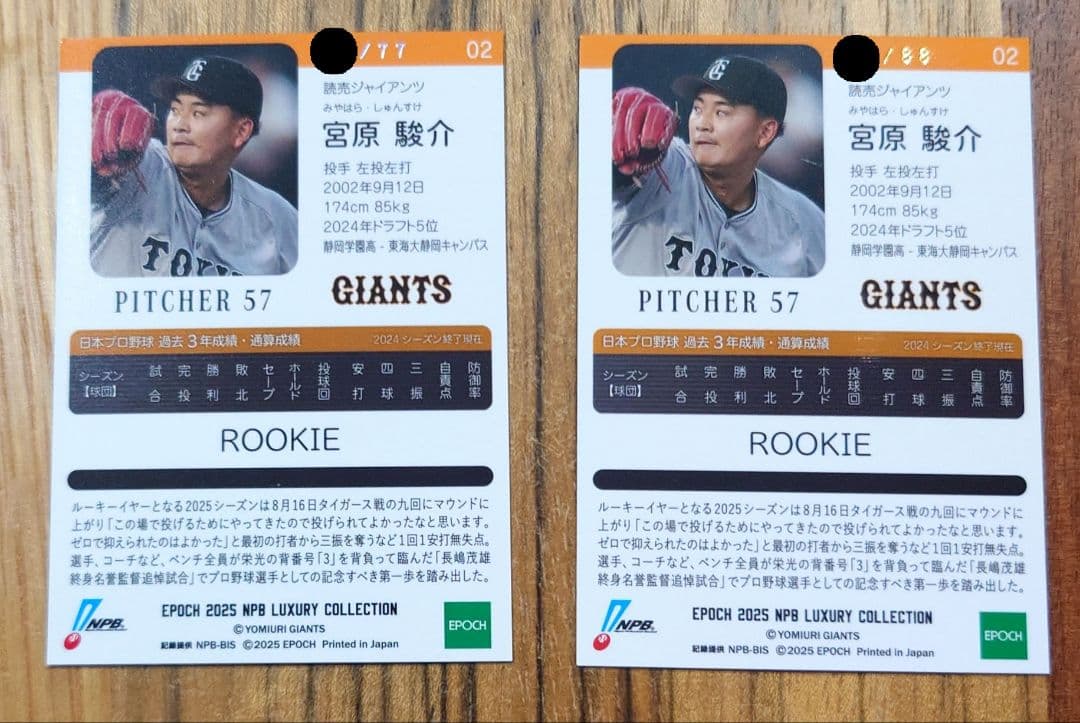 /77 02
読売ジャイアンツ
みやはら・しゅんすけ
宮原 駿介
投手 左投左打
2002年9月12日
174cm 85kg
2024年ドラフト5位
静岡学園高 - 東海大静岡キャンパス
PITCHER 57
GIANTS
日本プロ野球 過去3年成績・通算成績 2024 シーズン終了現在
シーズン【球団】 試合 完投 勝利 敗北 セーブ ホールド 投球回 安打 四球 三振 自責点 防御率
ROOKIE
ルーキーイヤーとなる2025シーズンは8月16日タイガース戦の九回にマウンドに
上がり「この場で投げるためにやってきたので投げられてよかったなと思います。
ゼロで抑えられたのはよかった」と最初の打者から三振を奪うなど1回1安打無失点。
選手、コーチなど、ベンチ全員が栄光の背番号「3」を背負って臨んだ「長嶋茂雄
終身名誉監督追悼試合」でプロ野球選手としての記念すべき第一歩を踏み出した。
NPB
EPOCH 2025 NPB LUXURY COLLECTION
©YOMIURI GIANTS
記録提供 NPB-BIS ©2025 EPOCH Printed in Japan
EPOCH
/88 02
読売ジャイアンツ
みやはら・しゅんすけ
宮原 駿介
投手 左投左打
2002年9月12日
174cm 85kg
2024年ドラフト5位
静岡学園高 - 東海大静岡キャンパス
PITCHER 57
GIANTS
日本プロ野球 過去3年成績・通算成績 2024 シーズン終了現在
シーズン【球団】 試合 完投 勝利 敗北 セーブ ホールド 投球回 安打 四球 三振 自責点 防御率
ROOKIE
ルーキーイヤーとなる2025シーズンは8月16日タイガース戦の九回にマウンドに
上がり「この場で投げるためにやってきたので投げられてよかったなと思います。
ゼロで抑えられたのはよかった」と最初の打者から三振を奪うなど1回1安打無失点。
選手、コーチなど、ベンチ全員が栄光の背番号「3」を背負って臨んだ「長嶋茂雄
終身名誉監督追悼試合」でプロ野球選手としての記念すべき第一歩を踏み出した。
NPB
EPOCH 2025 NPB LUXURY COLLECTION
©YOMIURI GIANTS
記録提供 NPB-BIS ©2025 EPOCH Printed in Japan
EPOCH